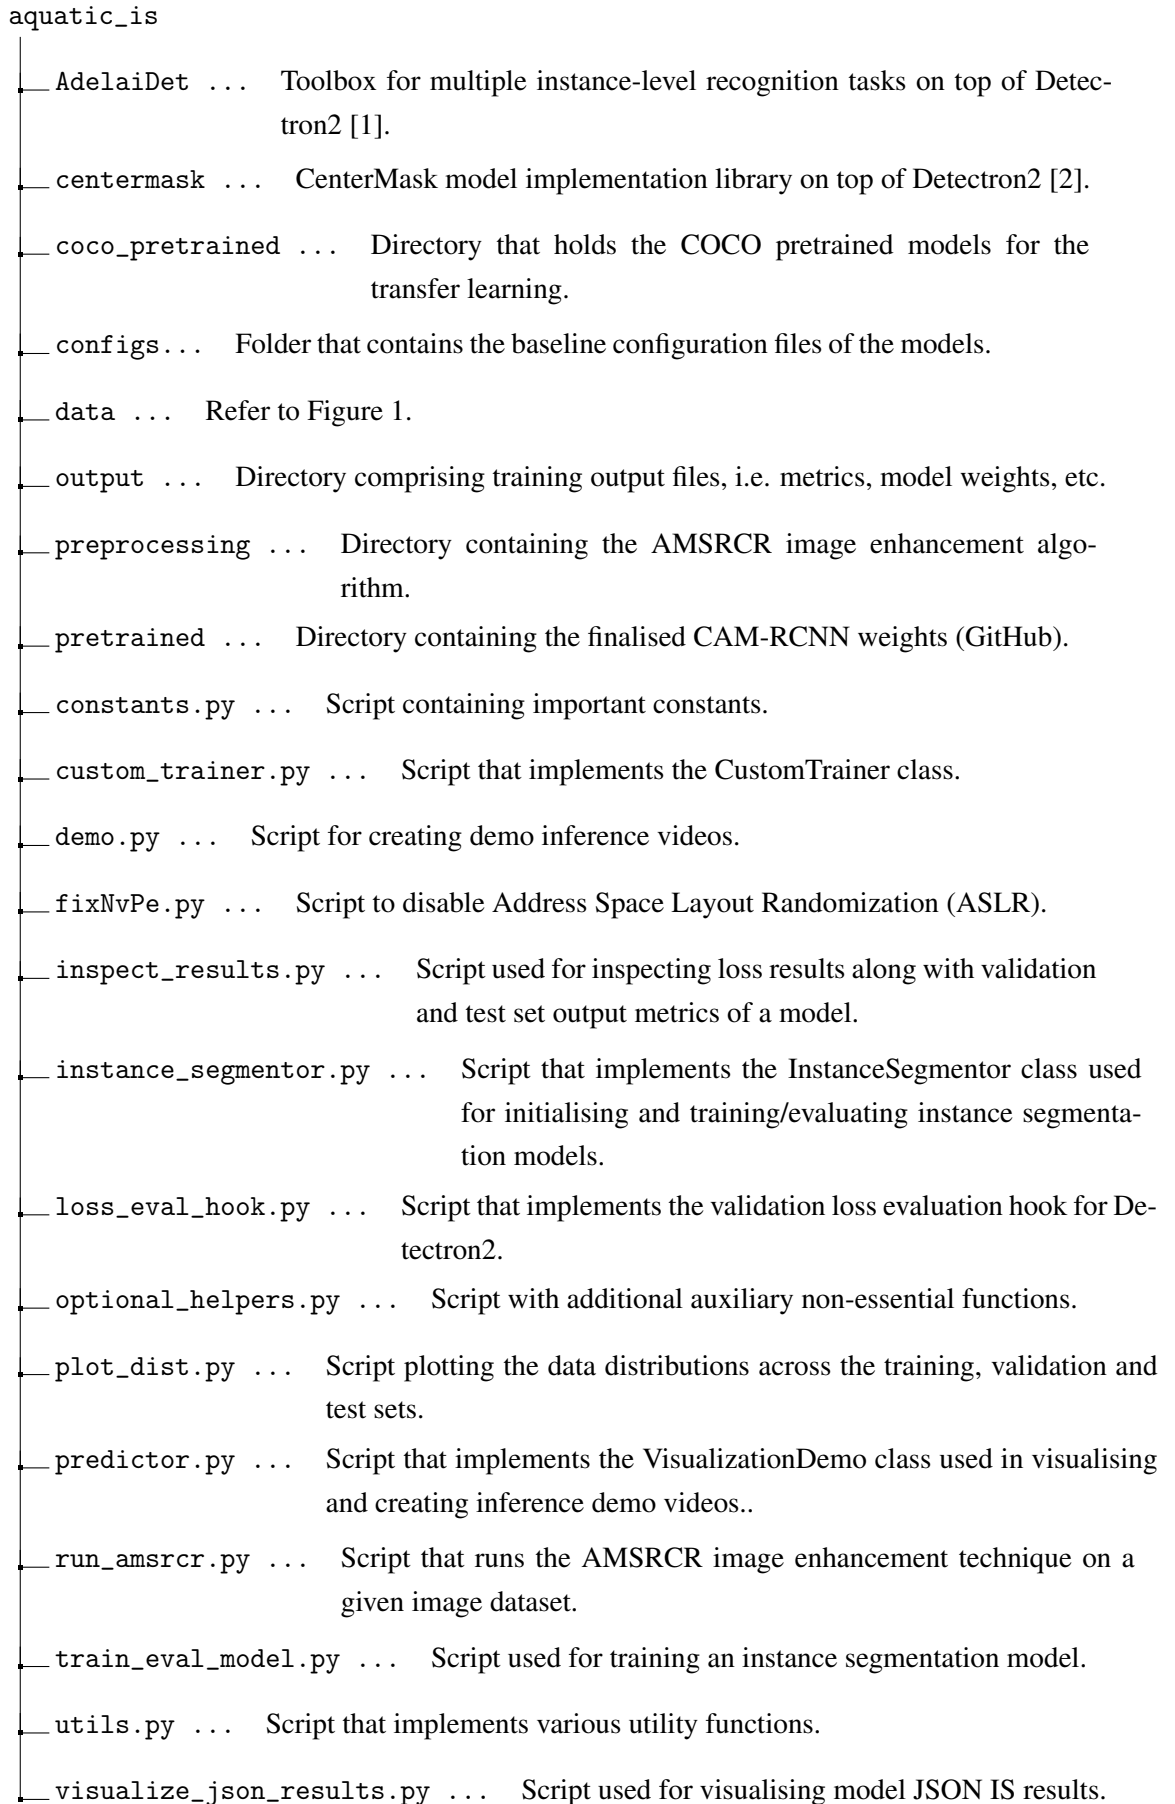 aquatic_is
AdelaiDet ... Toolbox for multiple instance-level recognition tasks on top of Detec-
tron2 [1].
centermask ... CenterMask model implementation library on top of Detectron2 [2].
coco_pretrained ... Directory that holds the COCO pretrained models for the
transfer learning.
configs... Folder that contains the baseline configuration files of the models.
data ... Refer to Figure 1.
output ... Directory comprising training output files, i.e. metrics, model weights, etc.
preprocessing ... Directory containing the AMSRCR image enhancement algo-
rithm.
pretrained ... Directory containing the finalised CAM-RCNN weights (GitHub).
constants.py ... Script containing important constants.
custom_trainer.py ... Script that implements the CustomTrainer class.
demo.py ... Script for creating demo inference videos.
fixNvPe.py ... Script to disable Address Space Layout Randomization (ASLR).
inspect_results.py ... Script used for inspecting loss results along with validation
and test set output metrics of a model.
instance_segmentor.py ... Script that implements the InstanceSegmentor class used
for initialising and training/evaluating instance segmenta-
tion models.
loss_eval_hook.py ... Script that implements the validation loss evaluation hook for De-
tectron2.
optional_helpers.py ... Script with additional auxiliary non-essential functions.
plot_dist.py ... Script plotting the data distributions across the training, validation and
test sets.
predictor.py ... Script that implements the VisualizationDemo class used in visualising
and creating inference demo videos..
run_amsrcr.py ... Script that runs the AMSRCR image enhancement technique on a
given image dataset.
train_eval_model.py ... Script used for training an instance segmentation model.
utils.py ... Script that implements various utility functions.
visualize_json_results.py ... Script used for visualising model JSON IS results.